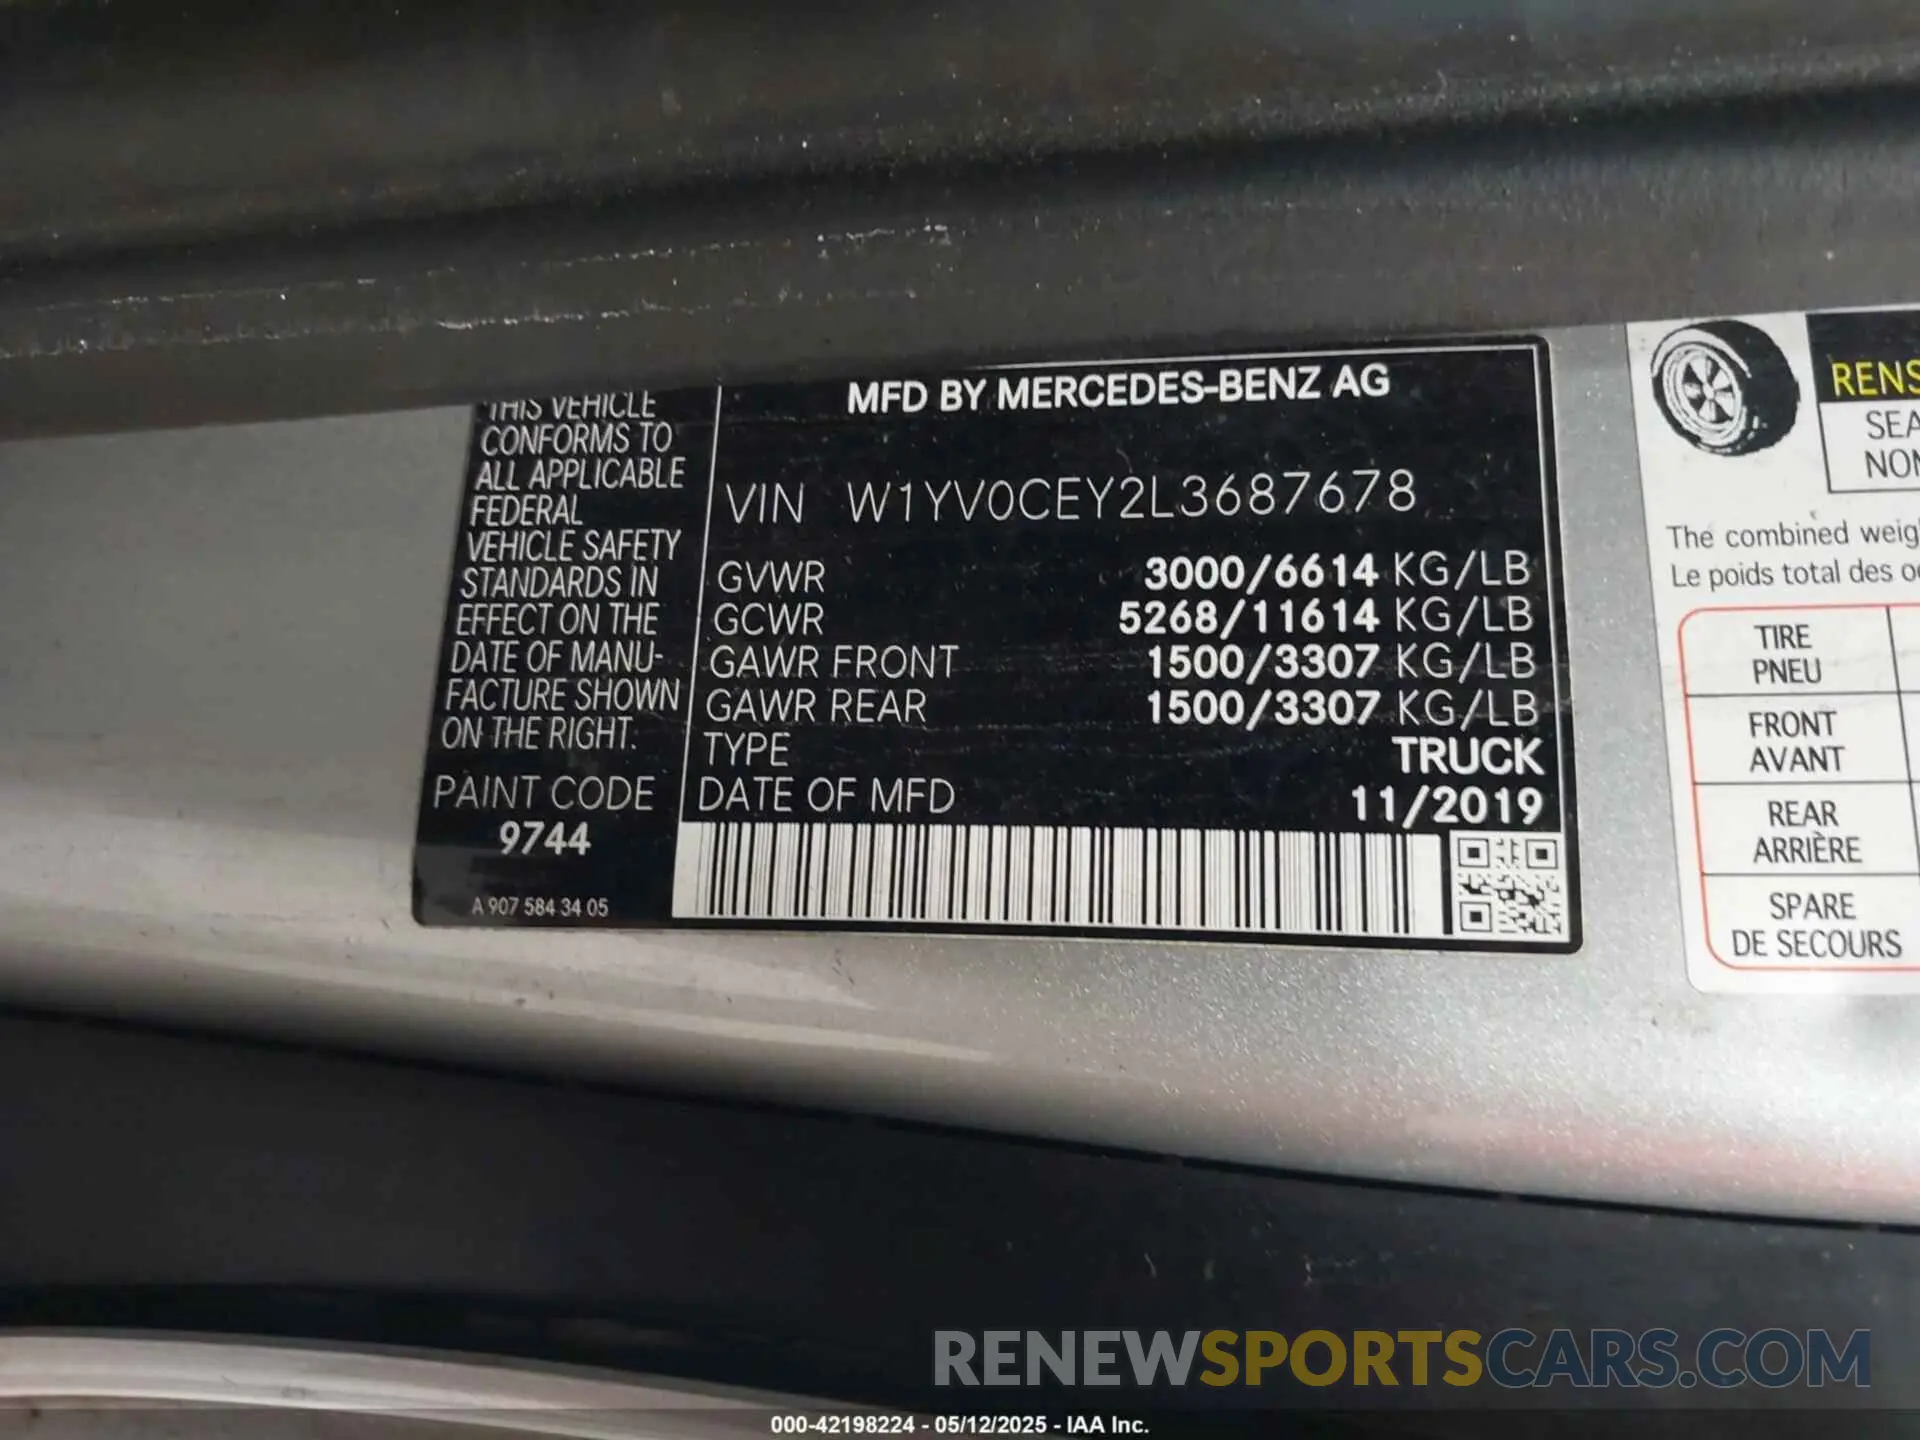 MFD BY MERCEDES-BENZ AG
THIS VEHICLE
CONFORMS TO
ALL APPLICABLE
FEDERAL
VEHICLE SAFETY
STANDARDS IN
EFFECT ON THE
DATE OF MANU-
FACTURE SHOWN
ON THE RIGHT.
PAINT CODE
9744
A 907 584 34 05
VIN W1YV0CEY2L3687678
GVWR 3000/6614 KG/LB
GCWR 5268/11614 KG/LB
GAWR FRONT 1500/3307 KG/LB
GAWR REAR 1500/3307 KG/LB
TYPE TRUCK
DATE OF MFD 11/2019
The combined
Le poids total des
TIRE
PNEU
FRONT
AVANT
REAR
ARRIÈRE
SPARE
DE SECOURS
RENEWSPORTSCARS.COM
000-42198224 - 05/12/2025 - IAA Inc.